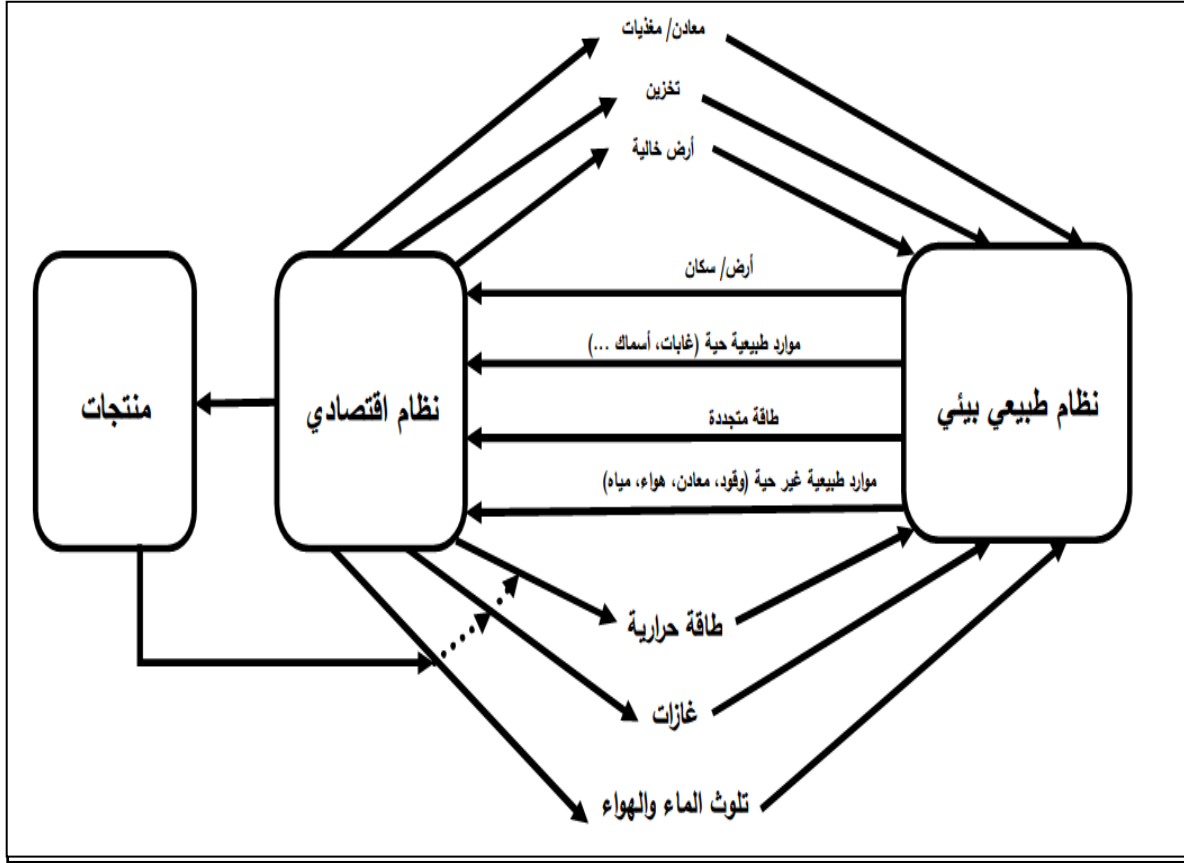 معادن/ مغذيات
تخزين
أرض خالية
أرض/ سكان
موارد طبيعية حية (غابات، أسماك ...)
نظام طبيعي بيئي
نظام اقتصادي
منتجات
طاقة متجددة
موارد طبيعية غير حية (وقود، معادن، هواء، مياه)
طاقة حرارية
غازات
تلوث الماء والهواء